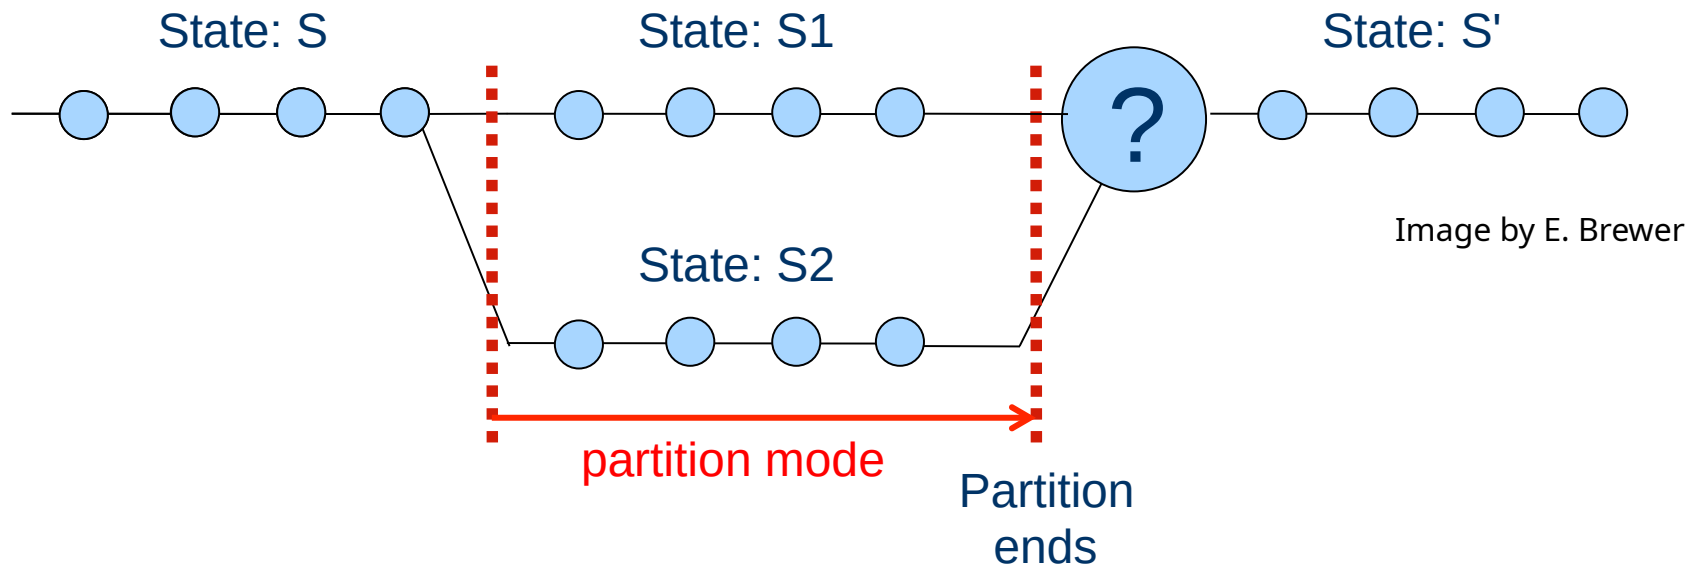 State: S
State: S1
State: S'
?
Image by E. Brewer
State: S2
partition mode
Partition
ends